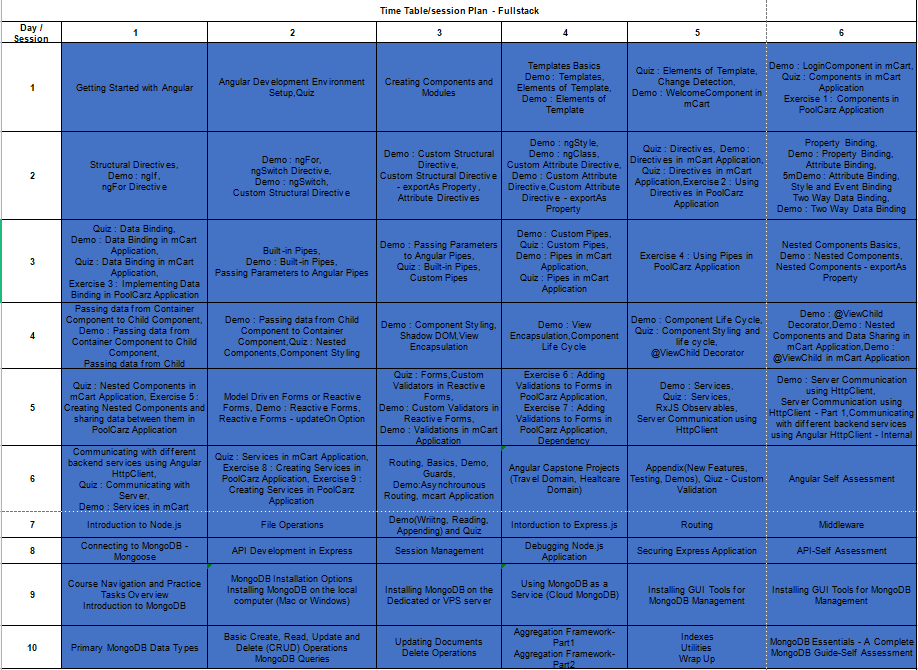 Time Table/session Plan - Fullstack
Day /
Session
1
2
3
4
5
6
1
Getting Started with Angular
Angular Development Environment
Setup,Quiz
Creating Components and
Modules
Templates Basics
Demo : Templates,
Elements of Template,
Demo : Elements of
Template
Quiz : Elements of Template,
Change Detection,
Demo : WelcomeComponent in
mCart
Demo : LoginComponent in mCart,
Quiz : Components in mCart
Application
Exercise 1 : Components in
PoolCarz Application
2
Structural Directives,
Demo : ngIf,
ngFor Directive
Demo : ngFor,
ngSwitch Directive,
Demo : ngSwitch,
Custom Structural Directive
Demo : Custom Structural
Directive,
Custom Structural Directive
- exportAs Property,
Attribute Directives
Demo : ngStyle,
Demo : ngClass,
Custom Attribute Directive,
Demo : Custom Attribute
Directive,Custom Attribute
Directive - exportAs
Property
Quiz : Directives, Demo :
Directives in mCart Application,
Quiz : Directives in mCart
Application,Exercise 2 : Using
Directives in PoolCarz
Application
Property Binding,
Demo : Property Binding,
Attribute Binding,
5mDemo : Attribute Binding,
Style and Event Binding
Two Way Data Binding,
Demo : Two Way Data Binding
3
Quiz : Data Binding,
Demo : Data Binding in mCart
Application,
Quiz : Data Binding in mCart
Application,
Exercise 3 : Implementing Data
Binding in PoolCarz Application
Built-in Pipes,
Demo : Built-in Pipes,
Passing Parameters to Angular Pipes
Demo : Passing Parameters
to Angular Pipes,
Quiz : Built-in Pipes,
Custom Pipes
Demo : Custom Pipes,
Quiz : Custom Pipes,
Demo : Pipes in mCart
Application,
Quiz : Pipes in mCart
Application
Exercise 4 : Using Pipes in
PoolCarz Application
Nested Components Basics,
Demo : Nested Components,
Nested Components - exportAs
Property
4
Passing data from Container
Component to Child Component,
Demo : Passing data from
Container Component to Child
Component,
Passing data from Child
Demo : Passing data from Child
Component to Container
Component,Quiz : Nested
Components,Component Styling
Demo : Component Styling,
Shadow DOM,View
Encapsulation
Demo : View
Encapsulation,Component
Life Cycle
Demo : Component Life Cycle,
Quiz : Component Styling and
life cycle,
@ViewChild Decorator
Demo : @ViewChild
Decorator,Demo : Nested
Components and Data Sharing in
mCart Application,Demo :
@ViewChild in mCart Application
5
Quiz : Nested Components in
mCart Application, Exercise 5 :
Creating Nested Components and
sharing data between them in
PoolCarz Application
Model Driven Forms or Reactive
Forms, Demo : Reactive Forms,
Reactive Forms - updateOn Option
Quiz : Forms,Custom
Validators in Reactive
Forms,
Demo : Custom Validators in
Reactive Forms,
Demo : Validations in mCart
Application
Exercise 6 : Adding
Validations to Forms in
PoolCarz Application,
Exercise 7 : Adding
Validations to Forms in
PoolCarz Application,
Dependency
Demo : Services,
Quiz : Services,
RxJS Observables,
Server Communication using
HttpClient
Demo : Server Communication
using HttpClient,
Server Communication using
HttpClient - Part 1,Communicating
with different backend services
using Angular HttpClient - Internal
6
Communicating with different
backend services using Angular
HttpClient,
Quiz : Communicating with
Server,
Demo : Services in mCart
Quiz : Services in mCart Application,
Exercise 8 : Creating Services in
PoolCarz Application, Exercise 9 :
Creating Services in PoolCarz
Application
Routing, Basics, Demo,
Guards,
Demo:Asynchrounous
Routing, mcart Application
Angular Capstone Projects
(Travel Domain, Healtcare
Domain)
Appendix(New Features,
Testing, Demos), Qiuz - Custom
Validation
Angular Self Assessment
7
Introduction to Node.js
File Operations
Demo(Wriitng, Reading,
Appending) and Quiz
Intorduction to Express.js
Routing
Middleware
8
Connecting to MongoDB -
Mongoose
API Development in Express
Session Management
Debugging Node.js
Application
Securing Express Application
API-Self Assessment
9
Course Navigation and Practice
Tasks Overview
Introduction to MongoDB
MongoDB Installation Options
Installing MongoDB on the local
computer (Mac or Windows)
Installing MongoDB on the
Dedicated or VPS server
Using MongoDB as a
Service (Cloud MongoDB)
Installing GUI Tools for
MongoDB Management
Installing GUI Tools for MongoDB
Management
10
Primary MongoDB Data Types
Basic Create, Read, Update and
Delete (CRUD) Operations
MongoDB Queries
Updating Documents
Delete Operations
Aggregation Framework-
Part1
Aggregation Framework-
Part2
Indexes
Utilities
Wrap Up
MongoDB Essentials - A Complete
MongoDB Guide-Self Assessment